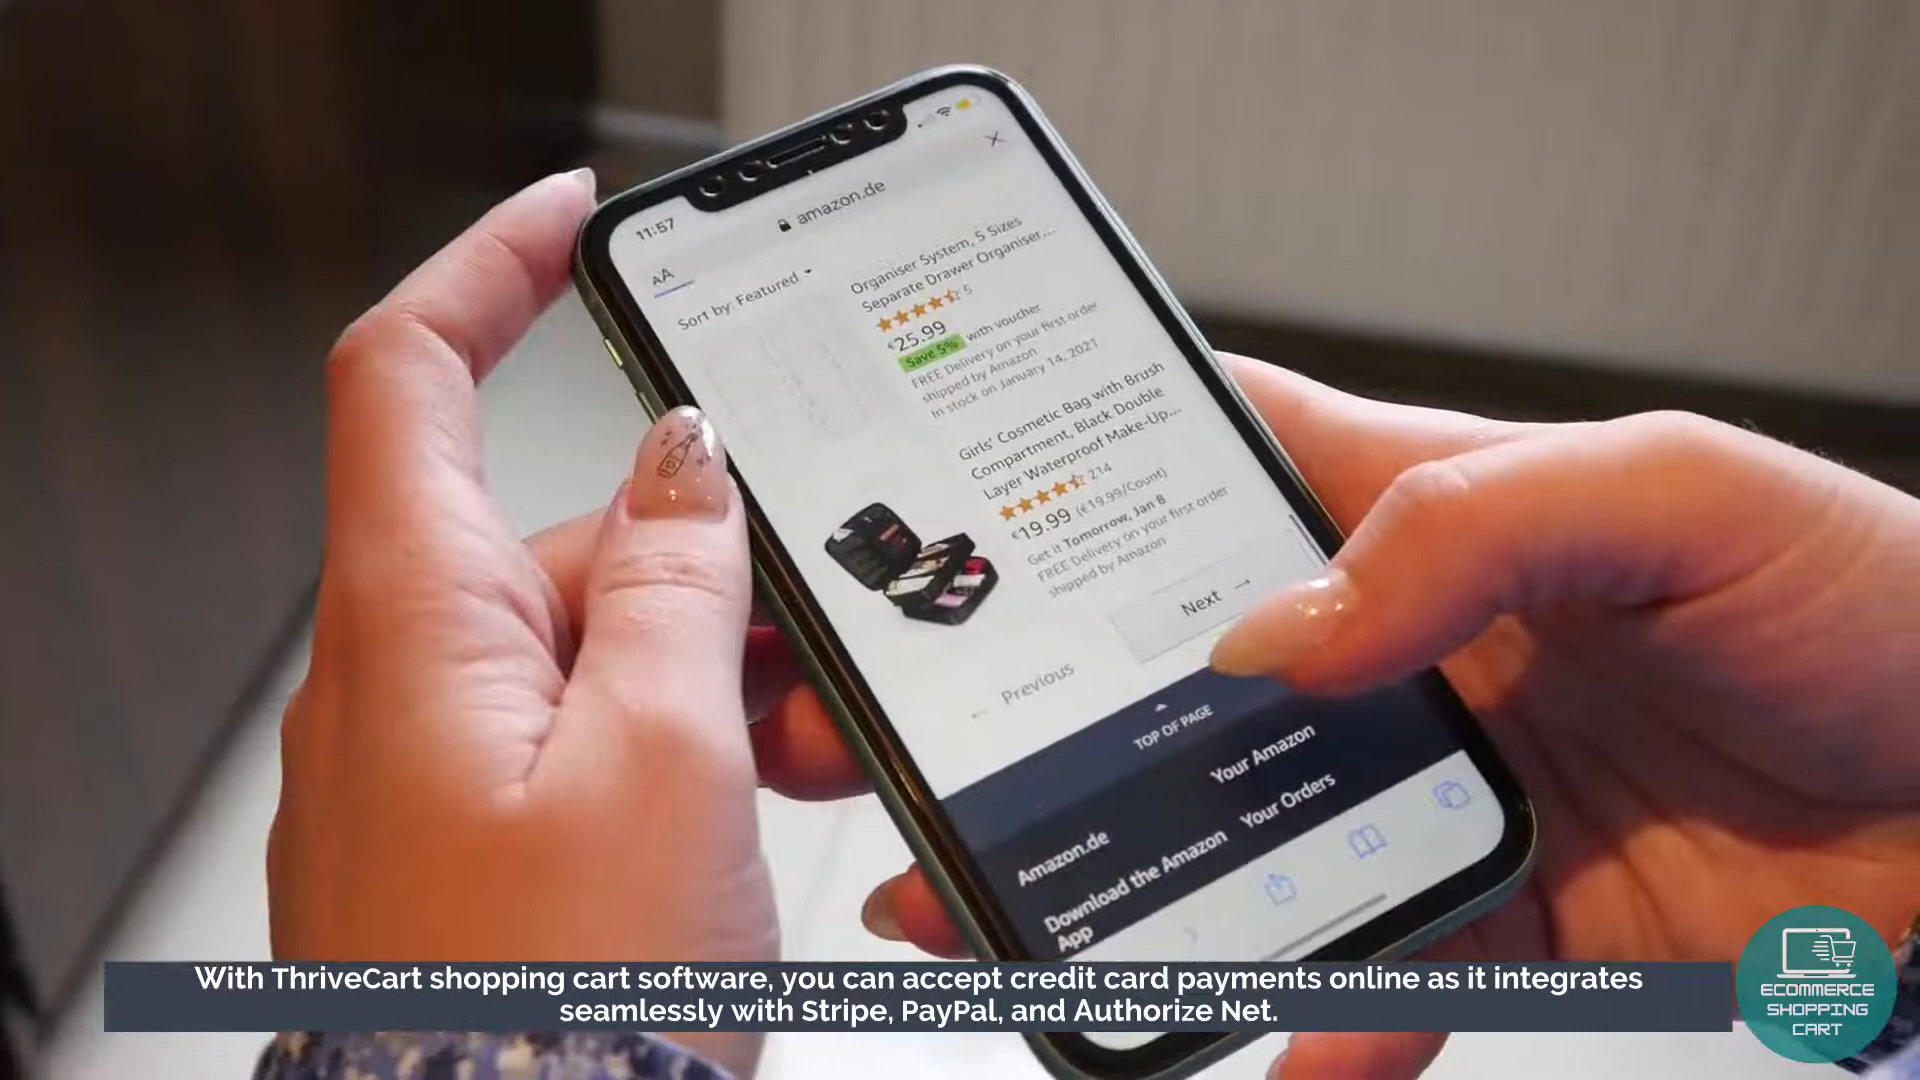 11:57
amazon.de
AA
Sort by: Featured
Organiser System, 5 Sizes
Separate Drawer Organiser...
5
€25.99
Save 5% with voucher
FREE Delivery on your first order
shipped by Amazon
In stock on January 14, 2021
Girls' Cosmetic Bag with Brush
Compartment, Black Double
Layer Waterproof Make-Up...
214
€19.99 (€19.99/Count)
Get it Tomorrow, Jan 8
FREE Delivery on your first order
shipped by Amazon
← Previous
Next →
TOP OF PAGE
Amazon.de
Your Amazon
Download the Amazon
App
Your Orders
With ThriveCart shopping cart software, you can accept credit card payments online as it integrates
seamlessly with Stripe, PayPal, and Authorize Net.
ECOMMERCE
SHOPPING
CART